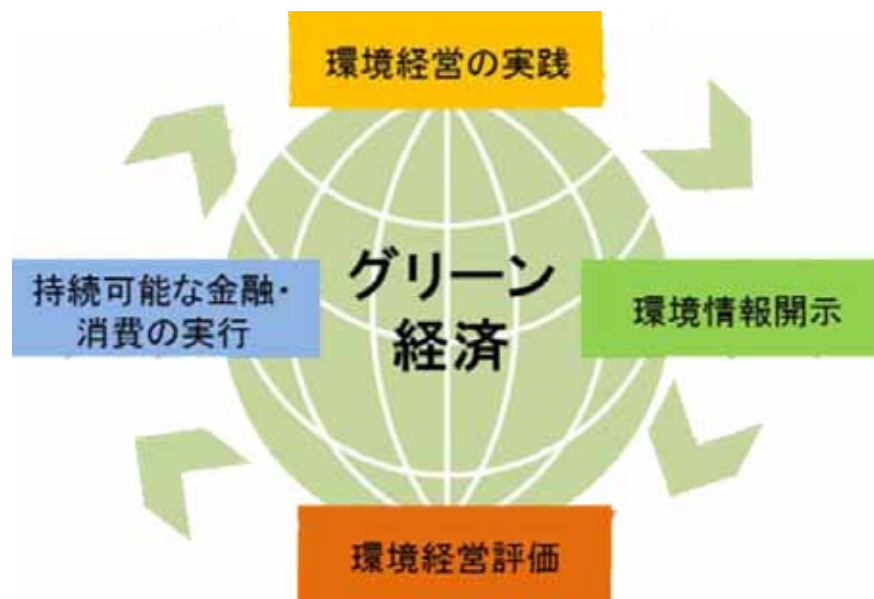 環境経営の実践
グリーン
経済
持続可能な金融・
消費の実行
環境情報開示
環境経営評価